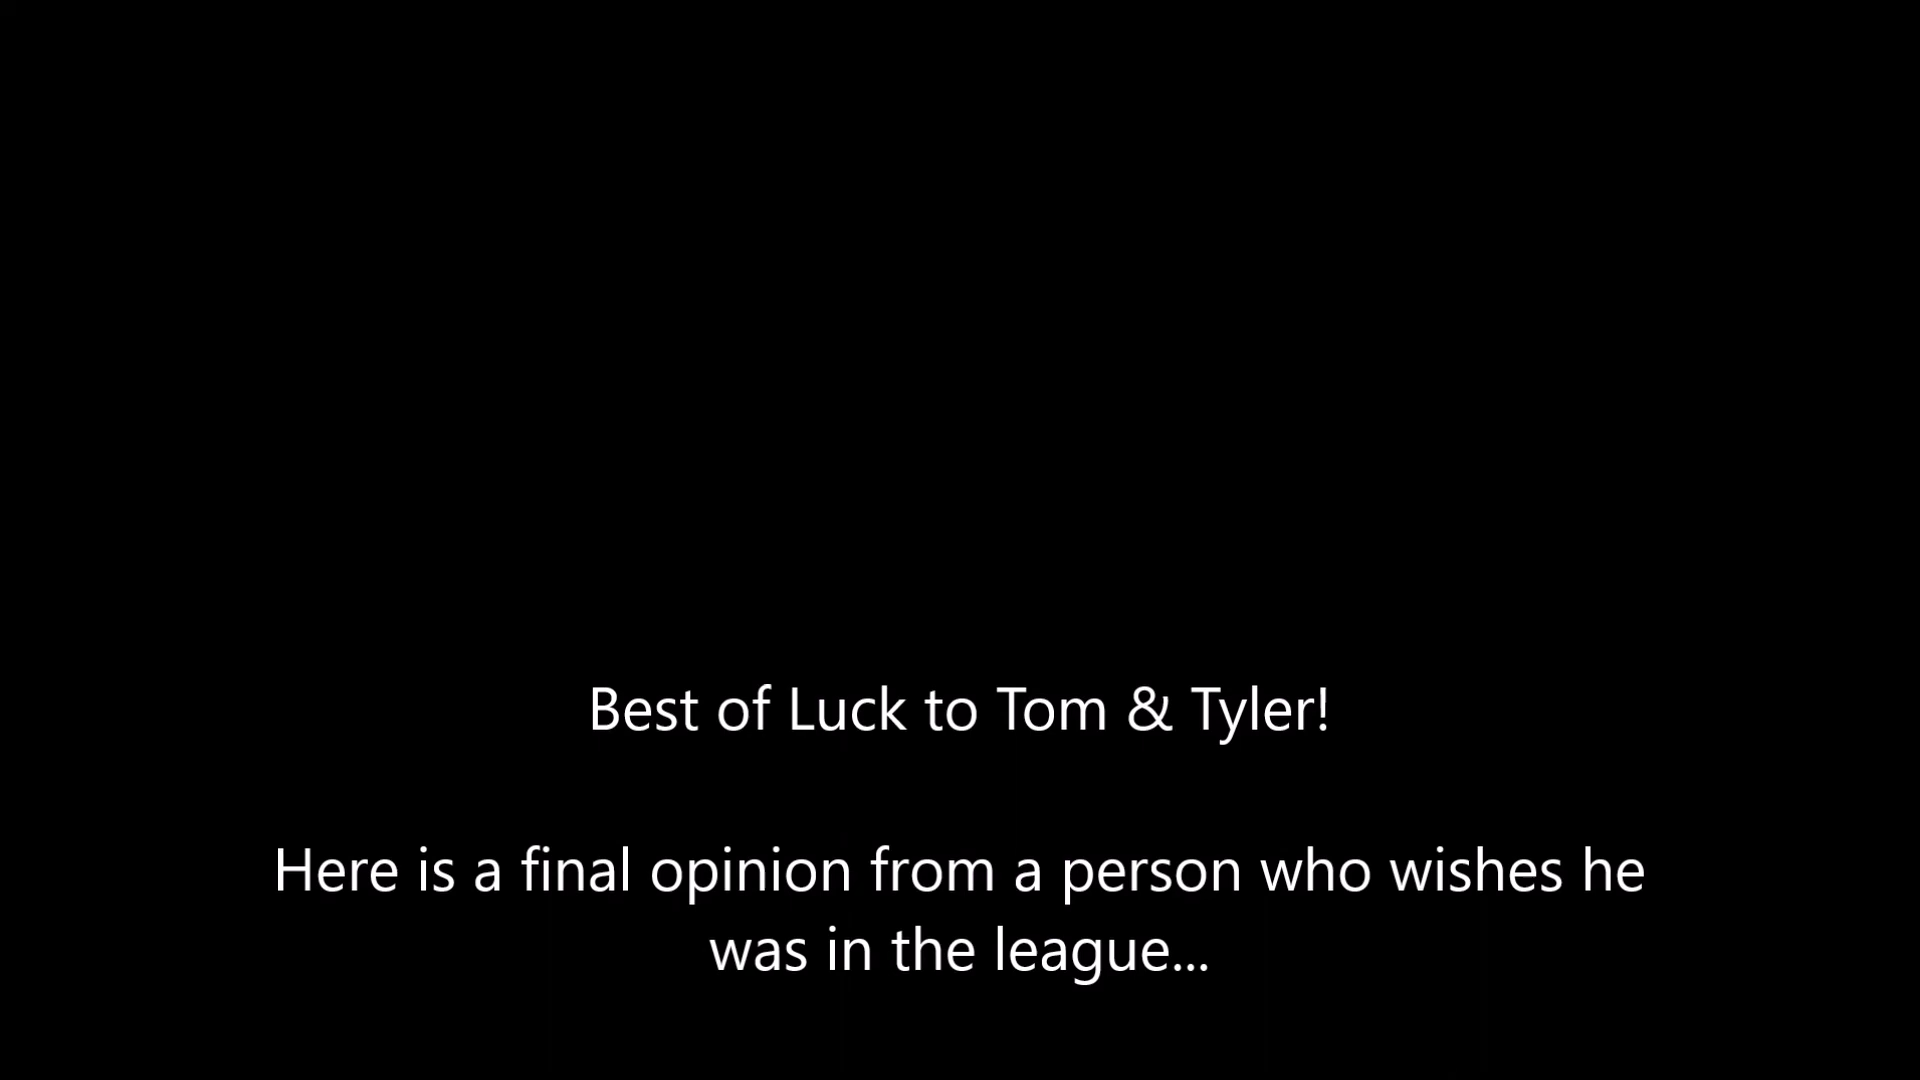 Best of Luck to Tom & Tyler!
Here is a final opinion from a person who wishes he
was in the league...